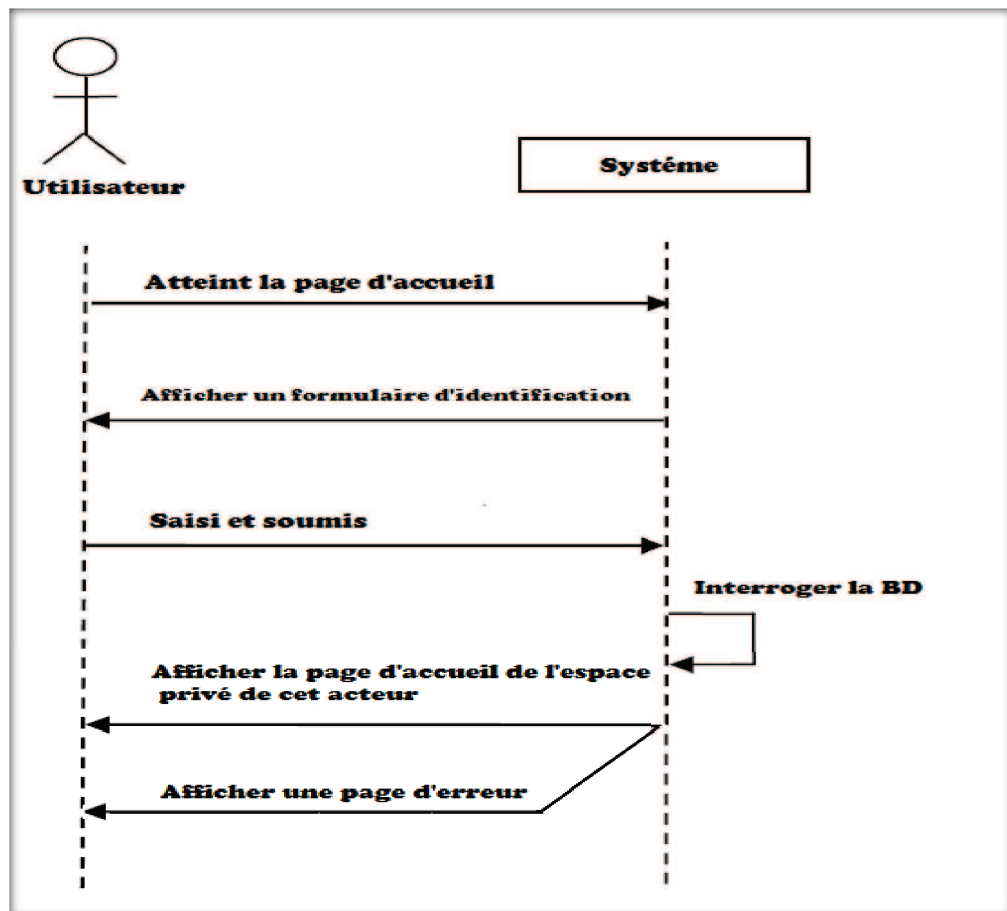 Utilisateur
Systéme
Atteint la page d'accueil
Afficher un formulaire d'identification
Saisi et soumis
Interroger la BD
Afficher la page d'accueil de l'espace
privé de cet acteur
Afficher une page d'erreur